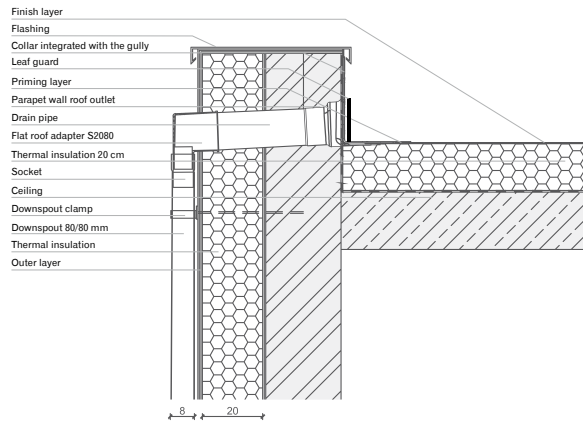 Finish layer
Flashing
Collar integrated with the gully
Leaf guard
Priming layer
Parapet wall roof outlet
Drain pipe
Flat roof adapter S2080
Thermal insulation 20 cm
Socket
Ceiling
Downspout clamp
Downspout 80/80 mm
Thermal insulation
Outer layer
8 20